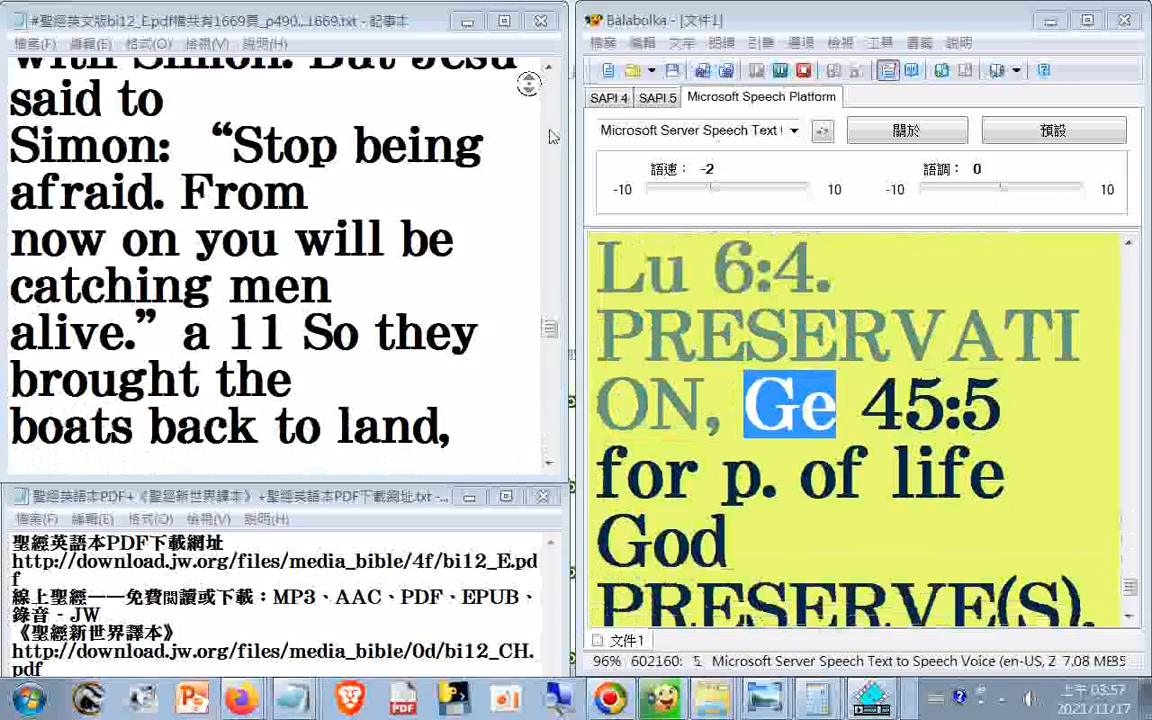 #聖經英文版bi12_E.pdf檔共有1669頁_p490...1669.txt - 記事本
檔案(F) 編輯(E) 格式(O) 檢視(V) 說明(H)
with Simon. But Jesu
said to
Simon: “Stop being
afraid. From
now on you will be
catching men
alive.” a 11 So they
brought the
boats back to land,
聖經英語本PDF+《聖經新世界譯本》+聖經英語本PDF下載網址.txt - ...
檔案(F) 編輯(E) 格式(O) 檢視(V) 說明(H)
聖經英語本PDF下載網址
http://download.jw.org/files/media_bible/4f/bi12_E.pd
f
線上聖經——免費閱讀或下載：MP3、AAC、PDF、EPUB、
錄音 - JW
《聖經新世界譯本》
http://download.jw.org/files/media_bible/0d/bi12_CH.
pdf
Balabolka - [文件1]
檔案 編輯 文字 朗讀 引擎 選項 檢視 工具 書籤 說明
SAPI 4 SAPI 5 Microsoft Speech Platform
Microsoft Server Speech Text 關於 預設
語速： -2 語調： 0
-10 10 -10 10
Lu 6:4.
PRESERVATI
ON, Ge 45:5
for p. of life
God
PRESERVE(S),
文件1
96% 602160: Microsoft Server Speech Text to Speech Voice (en-US, Z 7.08 MB
上午 03:57
2021/11/17